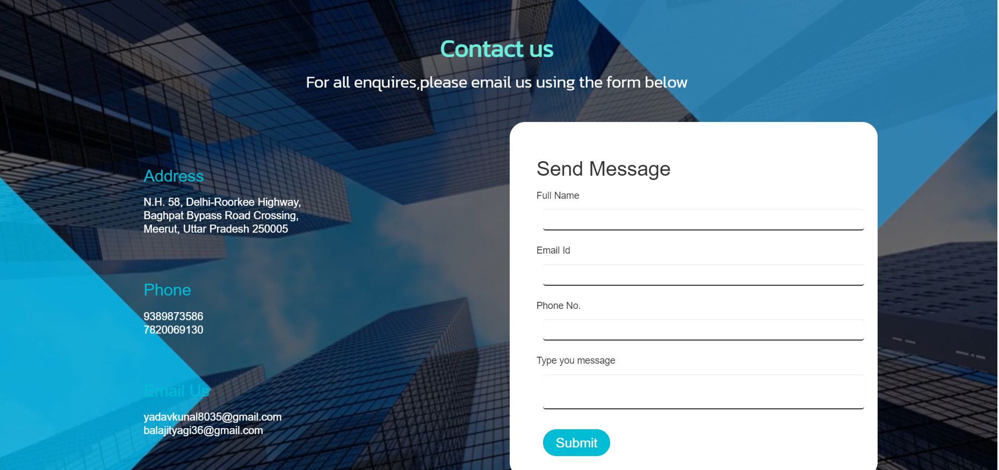 Contact us
For all enquires,please email us using the form below
Address
N.H. 58, Delhi-Roorkee Highway,
Baghpat Bypass Road Crossing,
Meerut, Uttar Pradesh 250005
Phone
9389873586
7820069130
Email Us
yadavkunal8035@gmail.com
balajityagi36@gmail.com
Send Message
Full Name
Email Id
Phone No.
Type you message
Submit